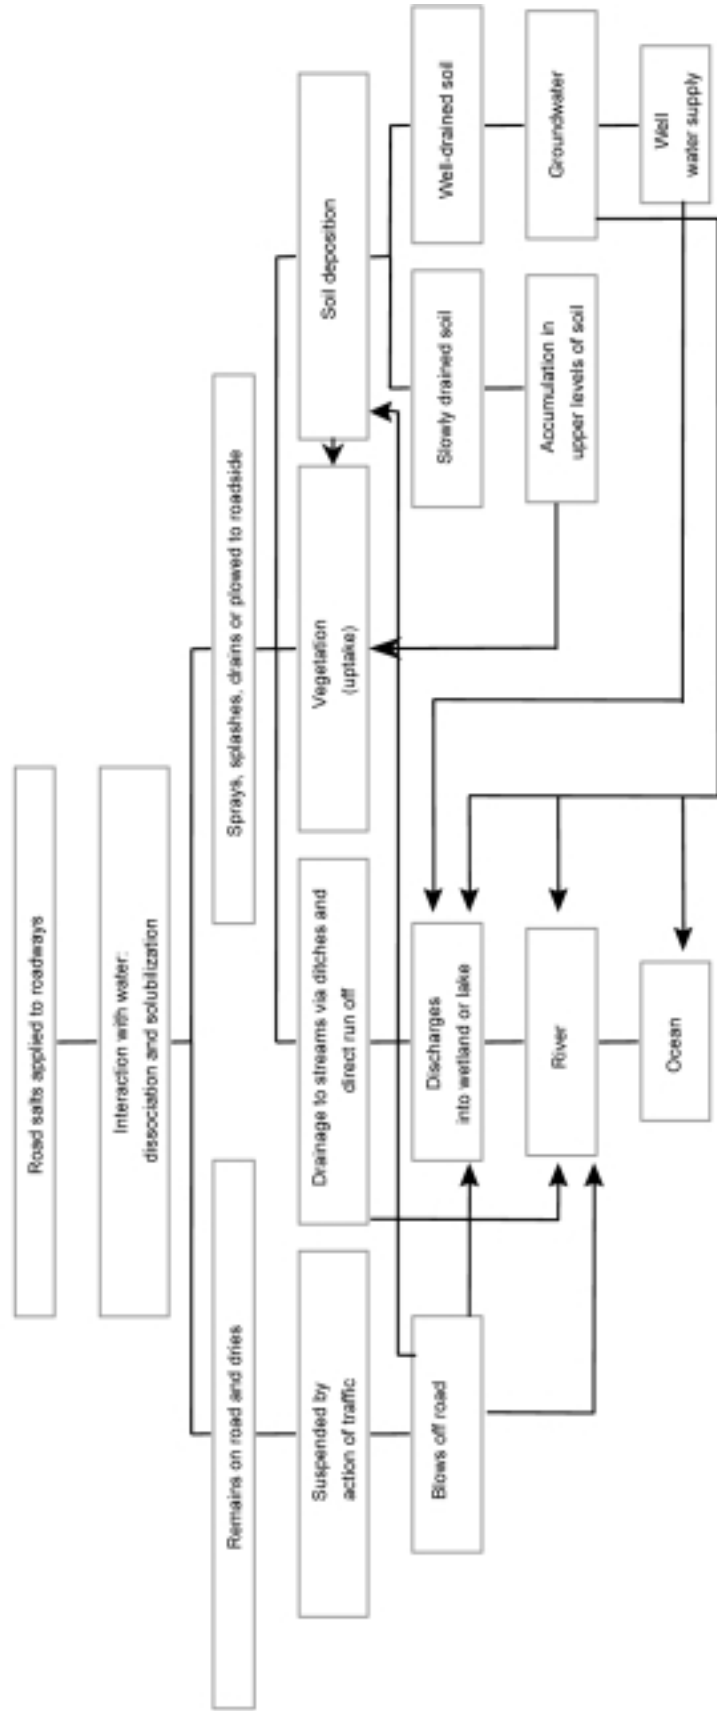 Road salts applied to roadways
Interaction with water:
dissociation and solubilization
Remains on road and dries
Sprays, splashes, drains or plowed to roadside
Suspended by
action of traffic
Drainage to streams via ditches and
direct run off
Vegetation
(uptake)
Soil deposition
Blows off road
Discharges
into wetland or lake
Slowly drained soil
Well-drained soil
River
Accumulation in
upper levels of soil
Groundwater
Ocean
Well
water supply